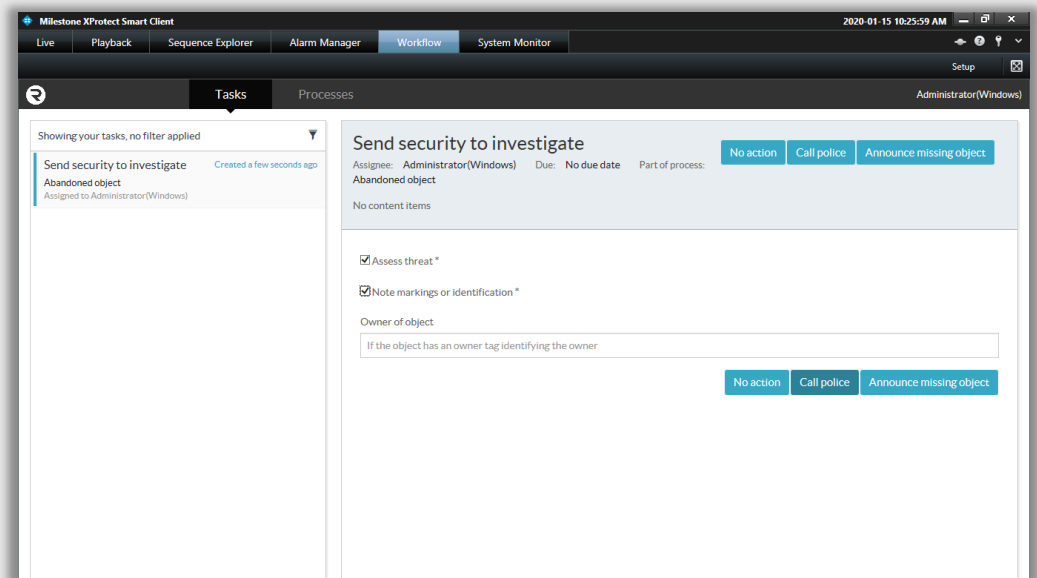 Milestone XProtect Smart Client 2020-01-15 10:25:59 AM
Live Playback Sequence Explorer Alarm Manager Workflow System Monitor
Setup
Tasks Processes Administrator(Windows)
Showing your tasks, no filter applied
Send security to investigate Created a few seconds ago
Abandoned object
Assigned to Administrator(Windows)
Send security to investigate
No action Call police Announce missing object
Assignee: Administrator(Windows) Due: No due date Part of process:
Abandoned object
No content items
Assess threat *
Note markings or identification *
Owner of object
If the object has an owner tag identifying the owner
No action Call police Announce missing object